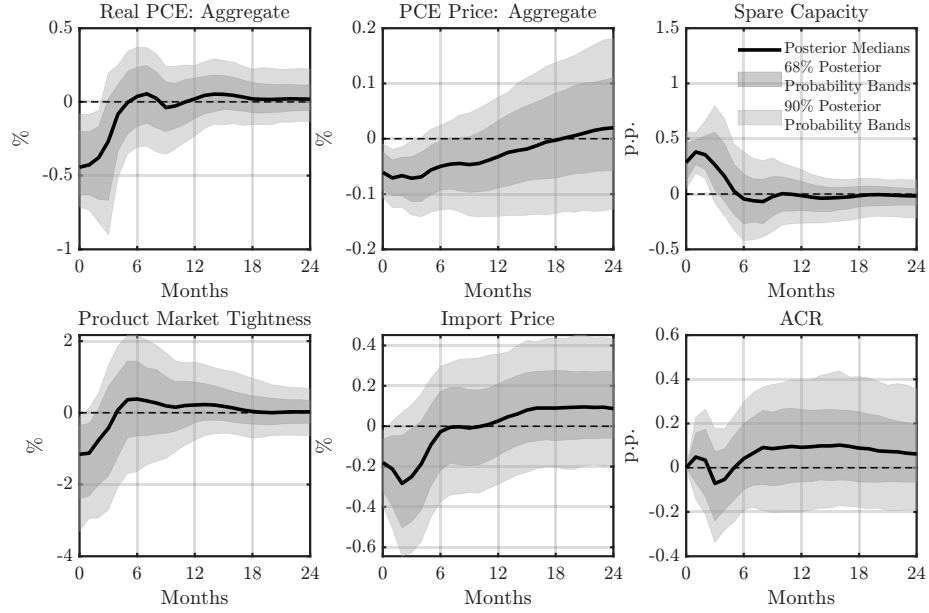 Real PCE: Aggregate
0.5
0
-0.5
-1
%
0 6 12 18 24
Months
PCE Price: Aggregate
0.2
0.1
0
-0.1
-0.2
%
0 6 12 18 24
Months
Spare Capacity
1.5
1
0.5
0
-0.5
p.p.
Posterior Medians
68% Posterior
Probability Bands
90% Posterior
Probability Bands
0 6 12 18 24
Months
Product Market Tightness
2
0
-2
-4
%
0 6 12 18 24
Months
Import Price
0.4
0.2
0
-0.2
-0.4
-0.6
%
0 6 12 18 24
Months
ACR
0.6
0.4
0.2
0
-0.2
-0.4
p.p.
0 6 12 18 24
Months